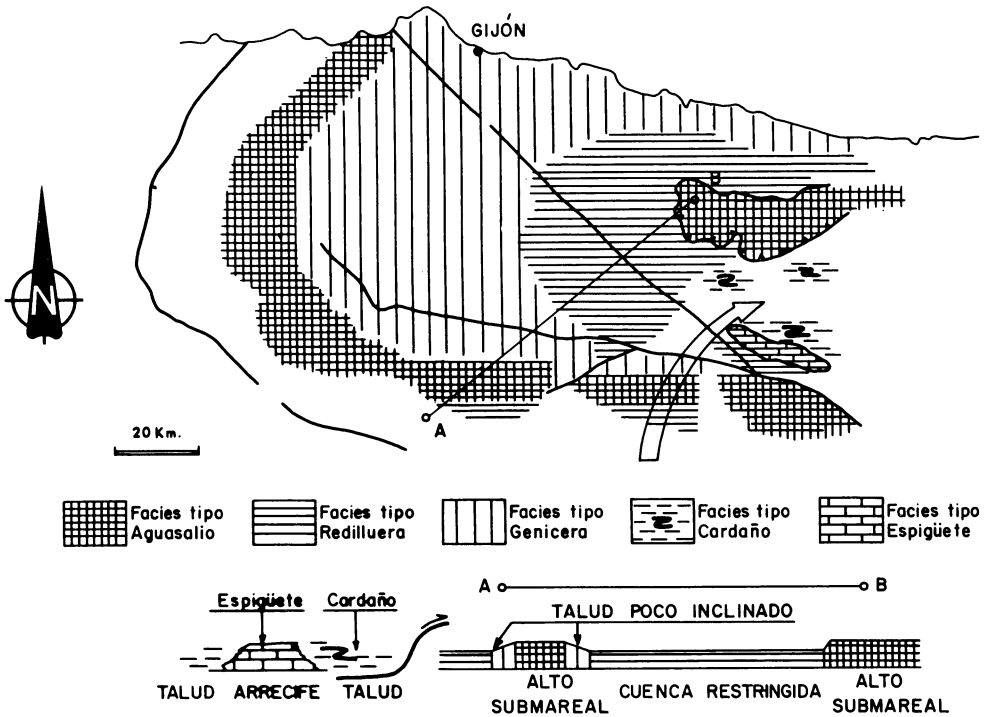 GIJÓN
B
N
A
20 Km.
Facies tipo
Aguasalio
Facies tipo
Redilluera
Facies tipo
Genicera
Facies tipo
Cardaño
Facies tipo
Espigüete
A B
Espigüete Cardaño
TALUD POCO INCLINADO
TALUD ARRECIFE TALUD
ALTO
SUBMAREAL
CUENCA RESTRINGIDA
ALTO
SUBMAREAL